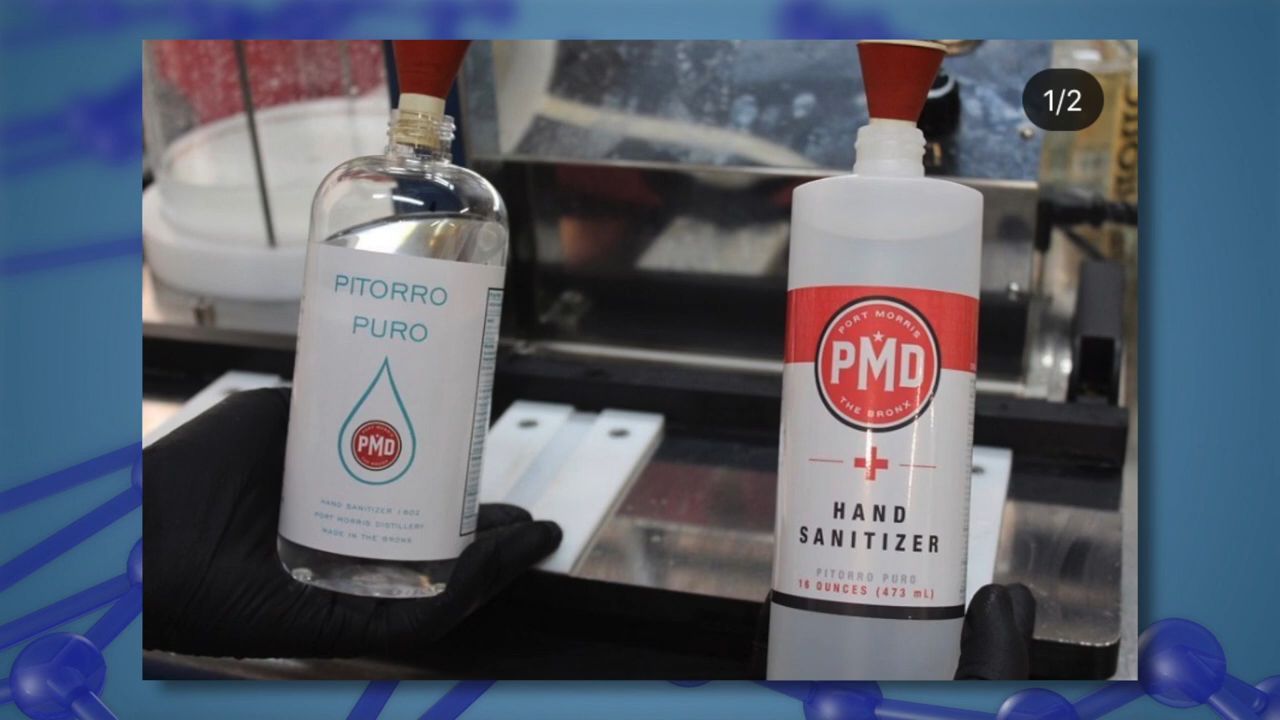 1/2
PITORRO
PURO
PMD
HAND SANITIZER 18OZ
PORT MORRIS DISTILLERY
MADE IN THE BRONX
PORT MORRIS
PMD
THE BRONX
HAND
SANITIZER
PITORRO PURO
16 OUNCES (473 mL)